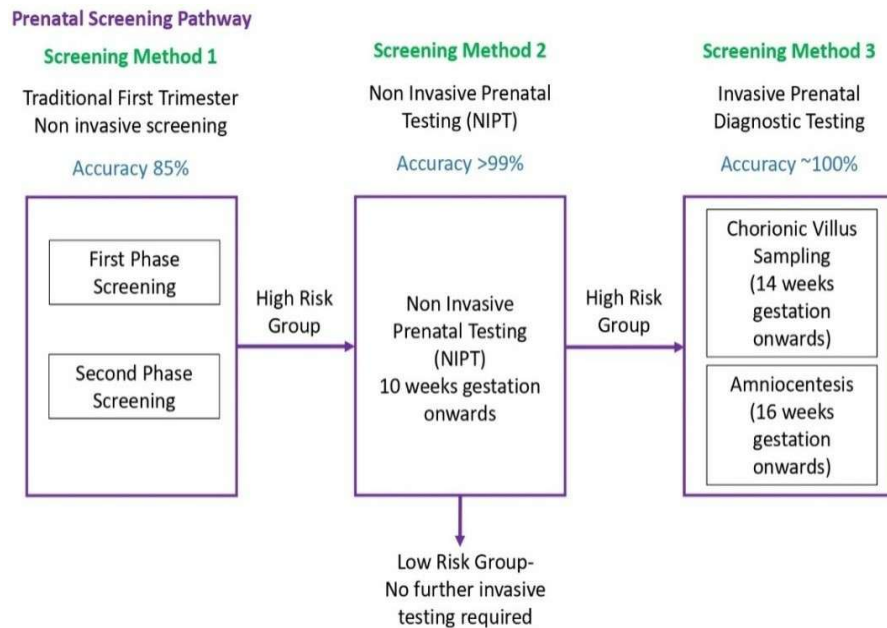 Prenatal Screening Pathway
Screening Method 1
Traditional First Trimester
Non invasive screening
Accuracy 85%
First Phase
Screening
Second Phase
Screening
High Risk
Group
Screening Method 2
Non Invasive Prenatal
Testing (NIPT)
Accuracy >99%
Non Invasive
Prenatal Testing
(NIPT)
10 weeks gestation
onwards
Low Risk Group-
No further invasive
testing required
High Risk
Group
Screening Method 3
Invasive Prenatal
Diagnostic Testing
Accuracy ~100%
Chorionic Villus
Sampling
(14 weeks
gestation
onwards)
Amniocentesis
(16 weeks
gestation
onwards)